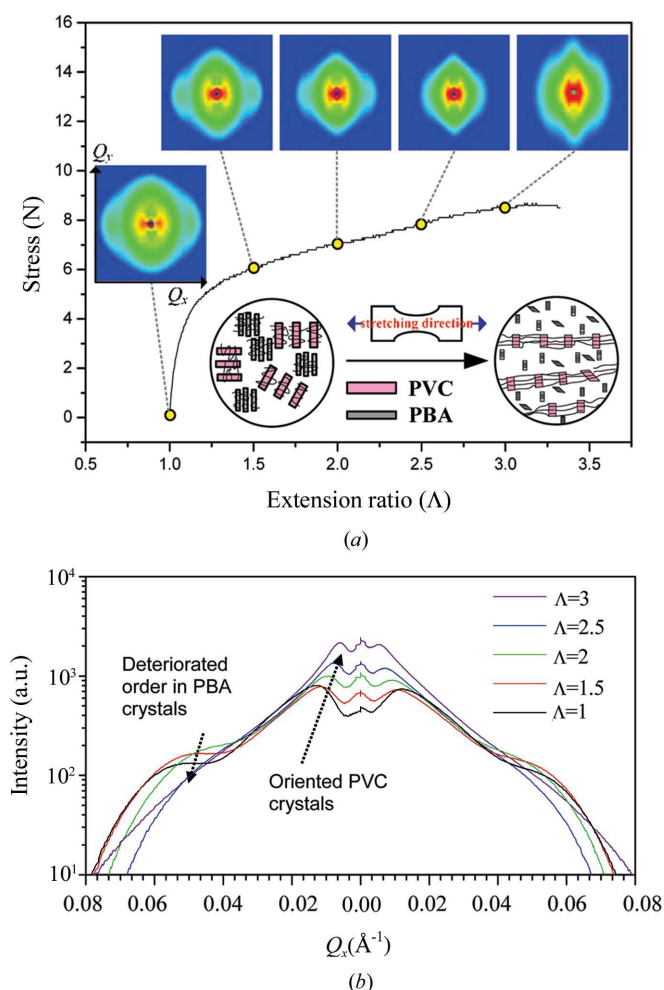 16
14
12
10
8
6
4
2
0
Stress (N)
Qy
Qx
stretching direction
PVC
PBA
0.5 1.0 1.5 2.0 2.5 3.0 3.5
Extension ratio (Λ)
(a)
10⁴
10³
10²
10¹
Intensity (a.u.)
Deteriorated
order in PBA
crystals
Oriented PVC
crystals
Λ=3
Λ=2.5
Λ=2
Λ=1.5
Λ=1
0.08 0.06 0.04 0.02 0.00 0.02 0.04 0.06 0.08
Qx(Å⁻¹)
(b)